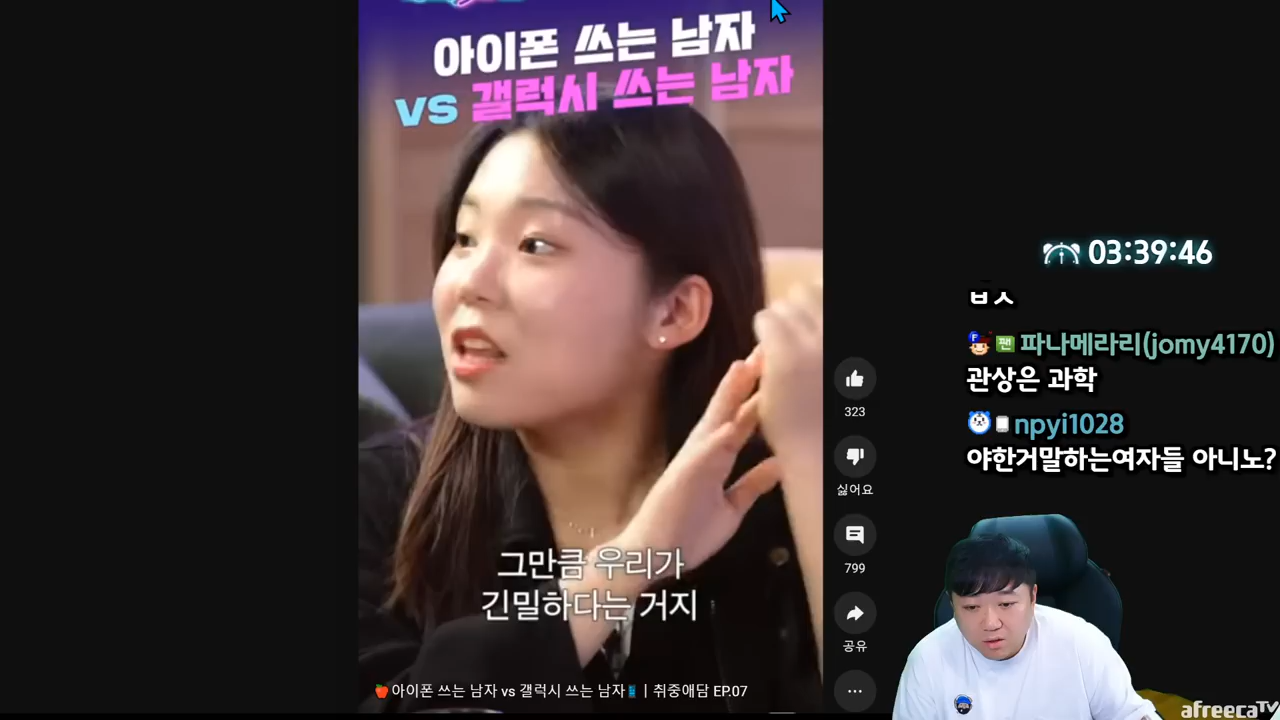 아이폰 쓰는 남자
vs 갤럭시 쓰는 남자
그만큼 우리가
긴밀하다는 거지
🍎아이폰 쓰는 남자 vs 갤럭시 쓰는 남자📱 | 취중애담 EP.07
323
싫어요
799
공유
03:39:46
ㅂㅅ
팬 파나메라리(jomy4170)
관상은 과학
npyi1028
야한거말하는여자들 아니노?
afreecaTV